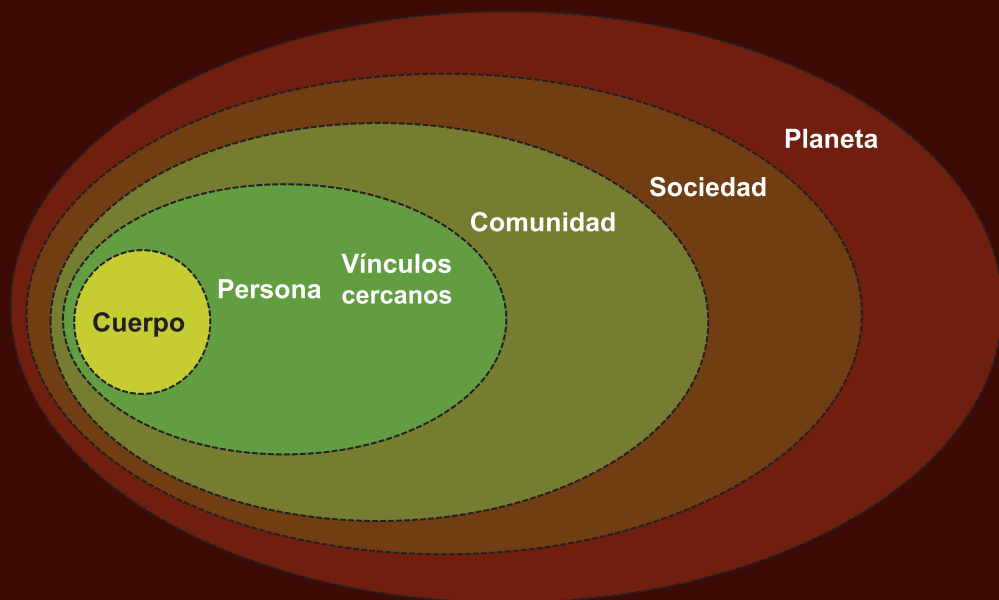 Planeta
Sociedad
Comunidad
Vínculos
cercanos
Persona
Cuerpo